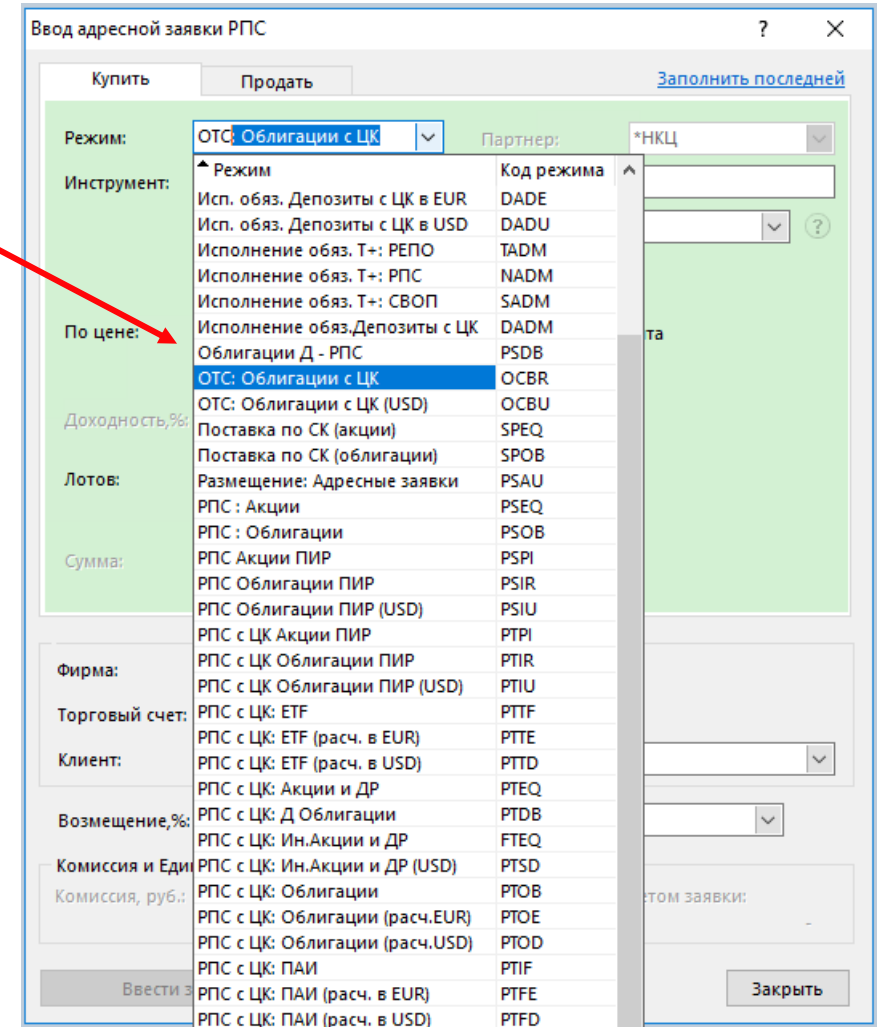 Ввод адресной заявки РПС ? ×
Купить Продать Заполнить последней
Режим: ОТС: Облигации с ЦК Партнер: *НКЦ
Инструмент:
Режим Код режима
Исп. обяз. Депозиты с ЦК в EUR DADE
Исп. обяз. Депозиты с ЦК в USD DADU
?
Исполнение обяз. Т+: РЕПО TADM
Исполнение обяз. Т+: РПС NADM
Исполнение обяз. Т+: СВОП SADM
По цене: Исполнение обяз.Депозиты с ЦК DADM та
Облигации Д - РПС PSDB
ОТС: Облигации с ЦК OCBR
ОТС: Облигации с ЦК (USD) OCBU
Доходность,%:
Поставка по СК (акции) SPEQ
Поставка по СК (облигации) SPOB
Лотов: Размещение: Адресные заявки PSAU
РПС : Акции PSEQ
РПС : Облигации PSOB
Сумма: РПС Акции ПИР PSPI
РПС Облигации ПИР PSIR
РПС Облигации ПИР (USD) PSIU
РПС с ЦК Акции ПИР PTPI
Фирма: РПС с ЦК Облигации ПИР PTIR
РПС с ЦК Облигации ПИР (USD) PTIU
Торговый счет: РПС с ЦК: ETF PTTF
РПС с ЦК: ETF (расч. в EUR) PTTE
Клиент: РПС с ЦК: ETF (расч. в USD) PTTD
РПС с ЦК: Акции и ДР PTEQ
Возмещение,%: РПС с ЦК: Д Облигации PTDB
РПС с ЦК: Ин.Акции и ДР FTEQ
Комиссия и Еди РПС с ЦК: Ин.Акции и ДР (USD) PTSD
Комиссия, руб.: РПС с ЦК: Облигации PTOB етом заявки:
РПС с ЦК: Облигации (расч.EUR) PTOE -
РПС с ЦК: Облигации (расч.USD) PTOD
РПС с ЦК: ПАИ PTIF
Ввести з РПС с ЦК: ПАИ (расч. в EUR) PTFE Закрыть
РПС с ЦК: ПАИ (расч. в USD) PTFD